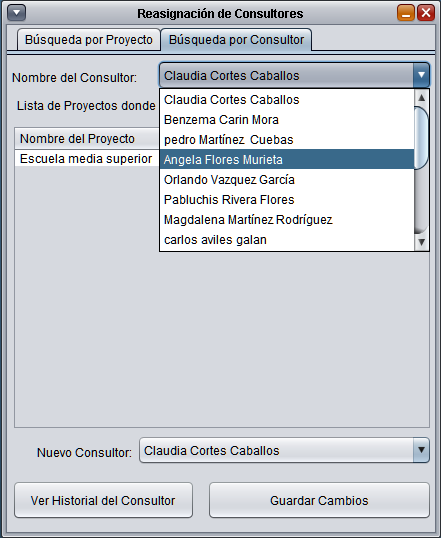 Reasignación de Consultores
Búsqueda por Proyecto
Búsqueda por Consultor
Nombre del Consultor:
Claudia Cortes Caballos
Claudia Cortes Caballos
Benzema Carin Mora
pedro Martínez Cuebas
Angela Flores Murieta
Orlando Vazquez García
Pabluchis Rivera Flores
Magdalena Martínez Rodríguez
carlos aviles galan
Lista de Proyectos donde
Nombre del Proyecto
Escuela media superior
Nuevo Consultor:
Claudia Cortes Caballos
Ver Historial del Consultor
Guardar Cambios